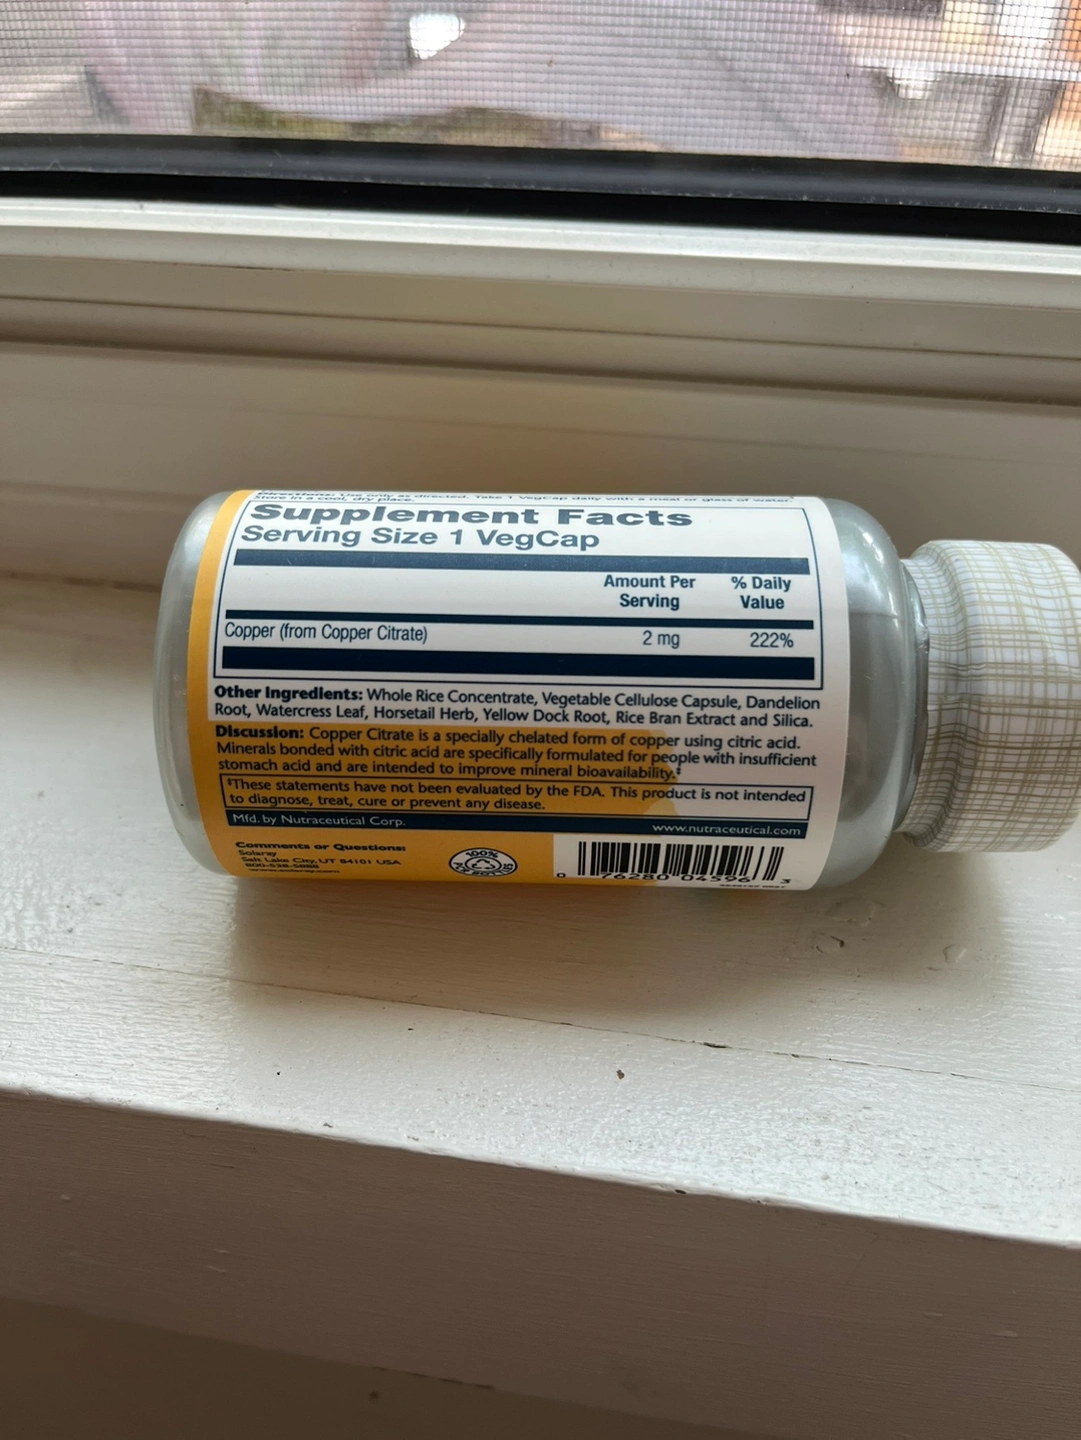 Directions: Use only as directed. Take 1 VegCap daily with a meal or glass of water.
Store in a cool, dry place.
Supplement Facts
Serving Size 1 VegCap
Amount Per Serving
% Daily Value
Copper (from Copper Citrate) 2 mg 222%
Other Ingredients: Whole Rice Concentrate, Vegetable Cellulose Capsule, Dandelion
Root, Watercress Leaf, Horsetail Herb, Yellow Dock Root, Rice Bran Extract and Silica.
Discussion: Copper Citrate is a specially chelated form of copper using citric acid.
Minerals bonded with citric acid are specifically formulated for people with insufficient
stomach acid and are intended to improve mineral bioavailability.‡
‡These statements have not been evaluated by the FDA. This product is not intended
to diagnose, treat, cure or prevent any disease.
Mfd. by Nutraceutical Corp. www.nutraceutical.com
Comments or Questions:
Solaray
Salt Lake City, UT 84101 USA
100%
0 76280 04596 3